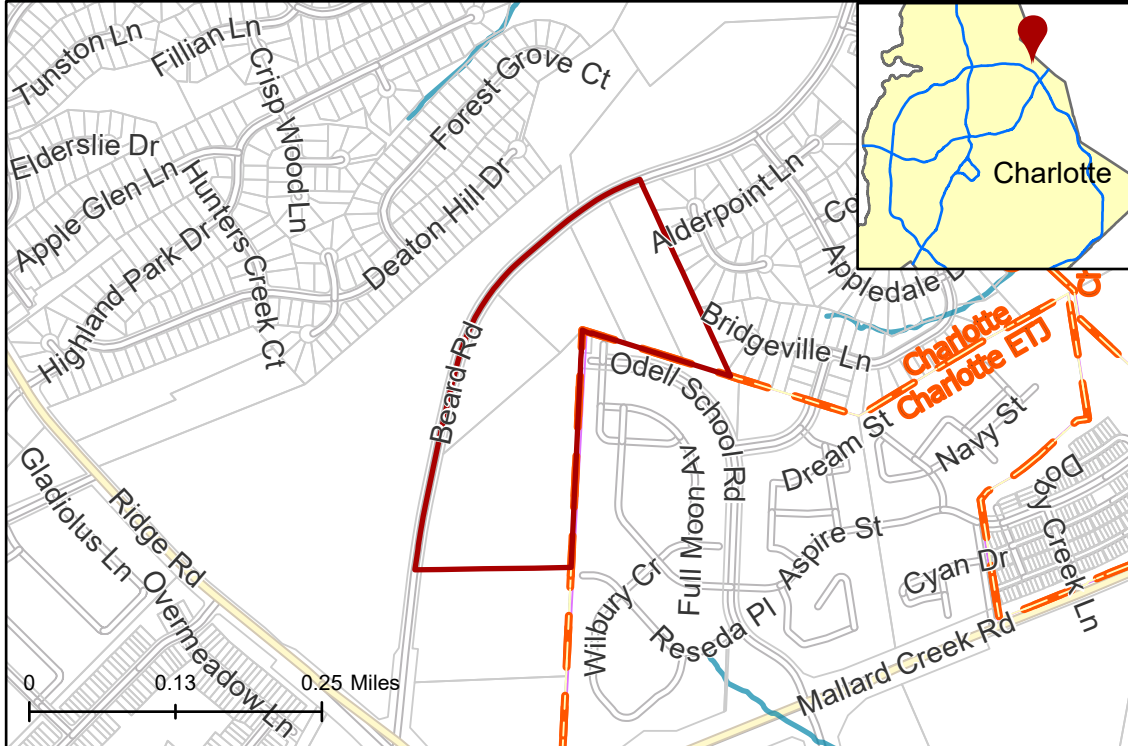 Tunston Ln
Fillian Ln
Crisp Wood Ln
Forest Grove Ct
Elderslie Dr
Apple Glen Ln
Hunters Creek Ct
Highland Park Dr
Deaton Hill Dr
Alderpoint Ln
Charlotte
Bridgeville Ln
Beard Rd
Odell School Rd
Charlotte
Charlotte ETJ
Dream St
Navy St
Full Moon Av
Doby Creek Ln
Gladiolus Ln
Ridge Rd
Overmeadow Ln
Aspire St
Cyan Dr
Wilbury Cr
Reseda Pl
Mallard Creek Rd
0 0.13 0.25 Miles